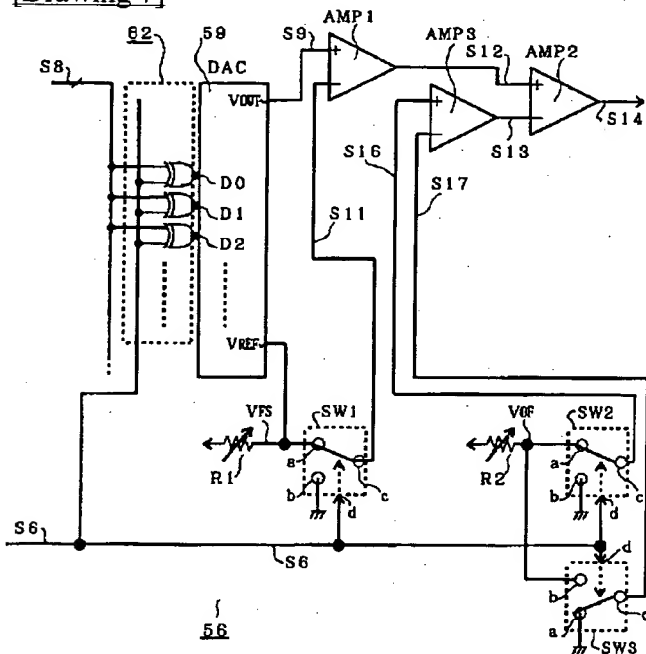 [Drawing 7]
62
59
S8
DAC
VOUT
S9
AMP1
AMP3
S12
AMP2
S14
S13
S16
S17
S11
D0
D1
D2
VREF
VFS
SW1
R1
a
b
c
d
VOF
SW2
R2
a
b
c
d
S6
S6
d
b
a
c
SW3
56